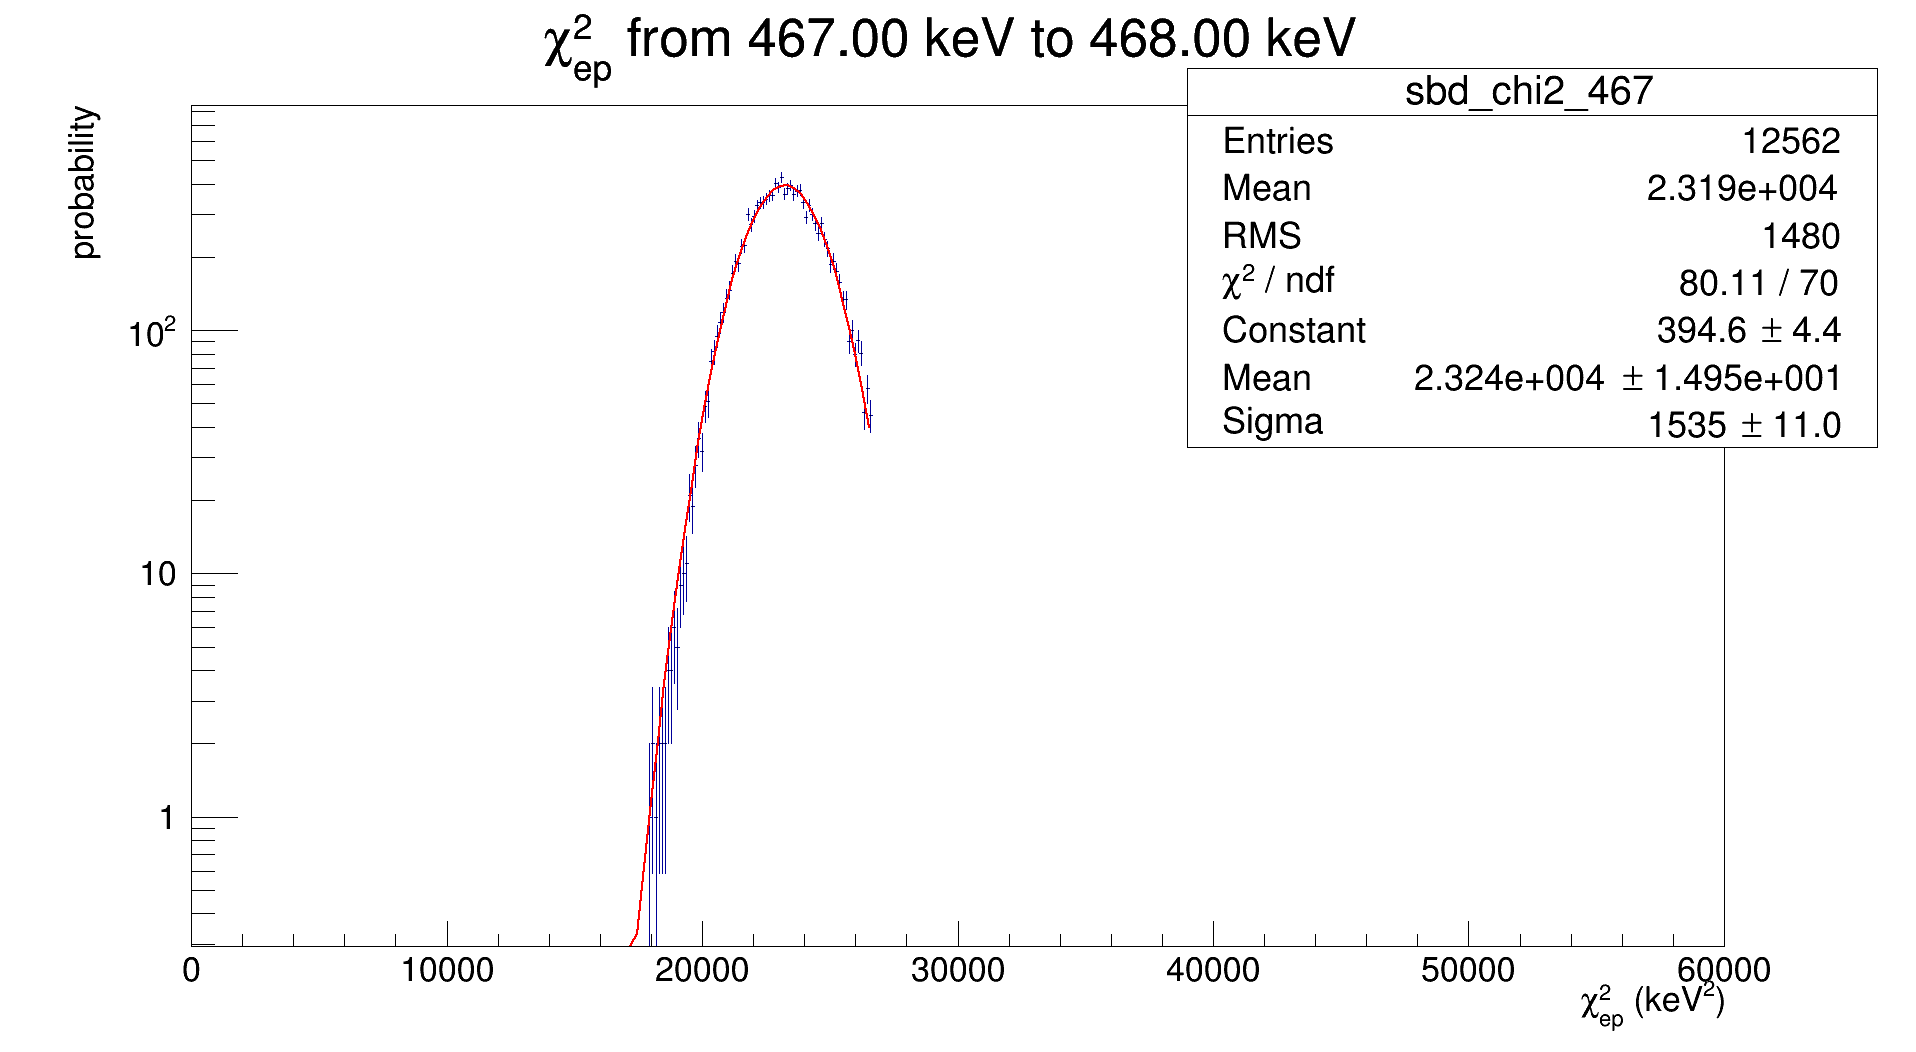 χ²ep from 467.00 keV to 468.00 keV
sbd_chi2_467
Entries 12562
Mean 2.319e+004
RMS 1480
χ² / ndf 80.11 / 70
Constant 394.6 ± 4.4
Mean 2.324e+004 ± 1.495e+001
Sigma 1535 ± 11.0
probability
10²
10
1
0 10000 20000 30000 40000 50000 60000
χ²ep (keV²)